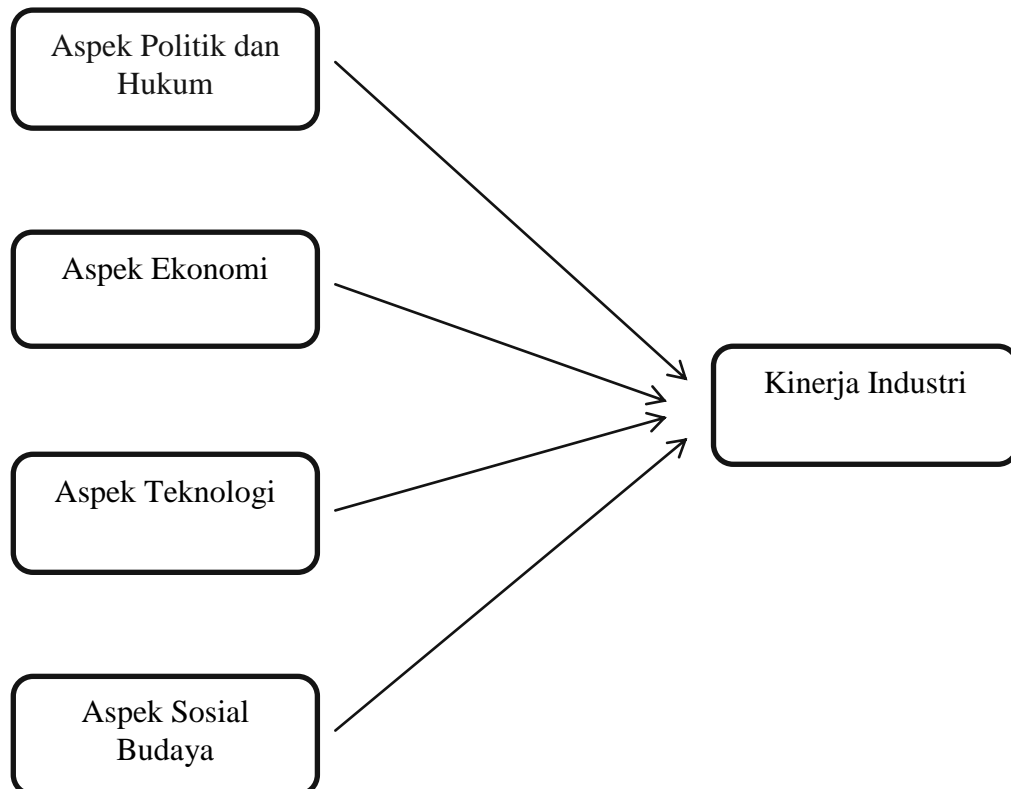 Aspek Politik dan
Hukum
Aspek Ekonomi
Kinerja Industri
Aspek Teknologi
Aspek Sosial
Budaya